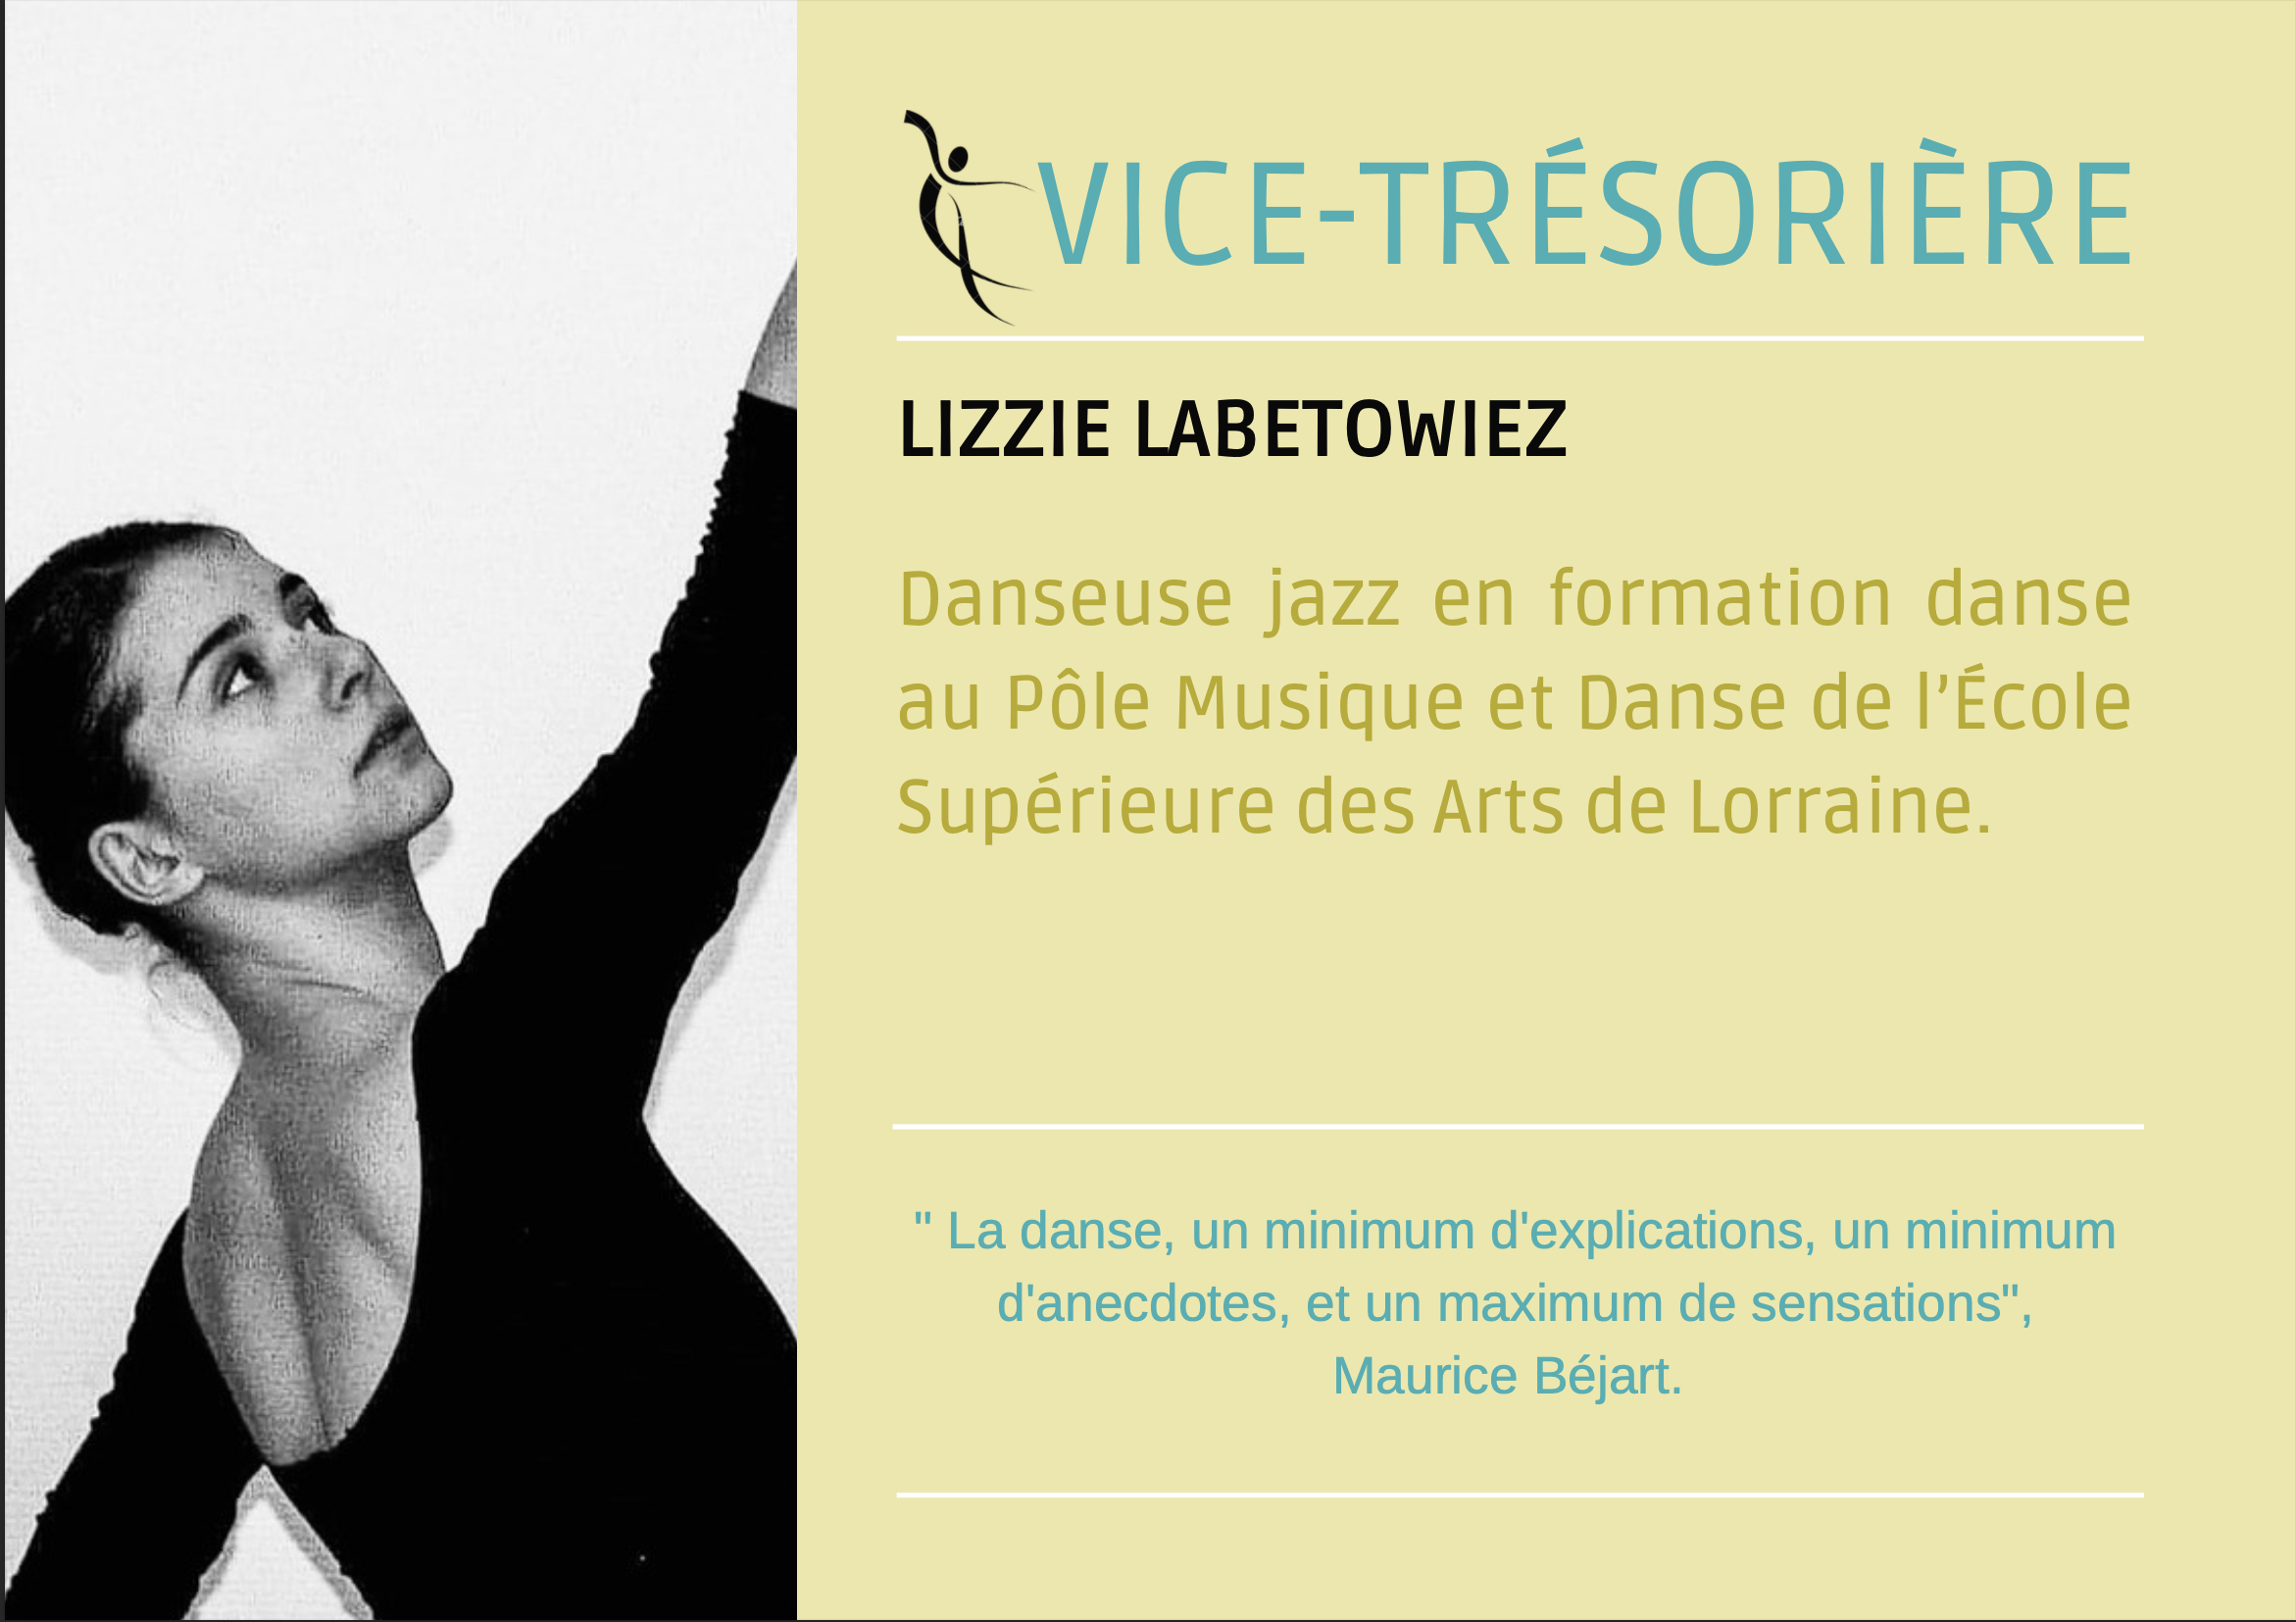 VICE-TRÉSORIÈRE
LIZZIE LABETOWIEZ
Danseuse jazz en formation danse
au Pôle Musique et Danse de l’École
Supérieure des Arts de Lorraine.
" La danse, un minimum d'explications, un minimum
d'anecdotes, et un maximum de sensations",
Maurice Béjart.